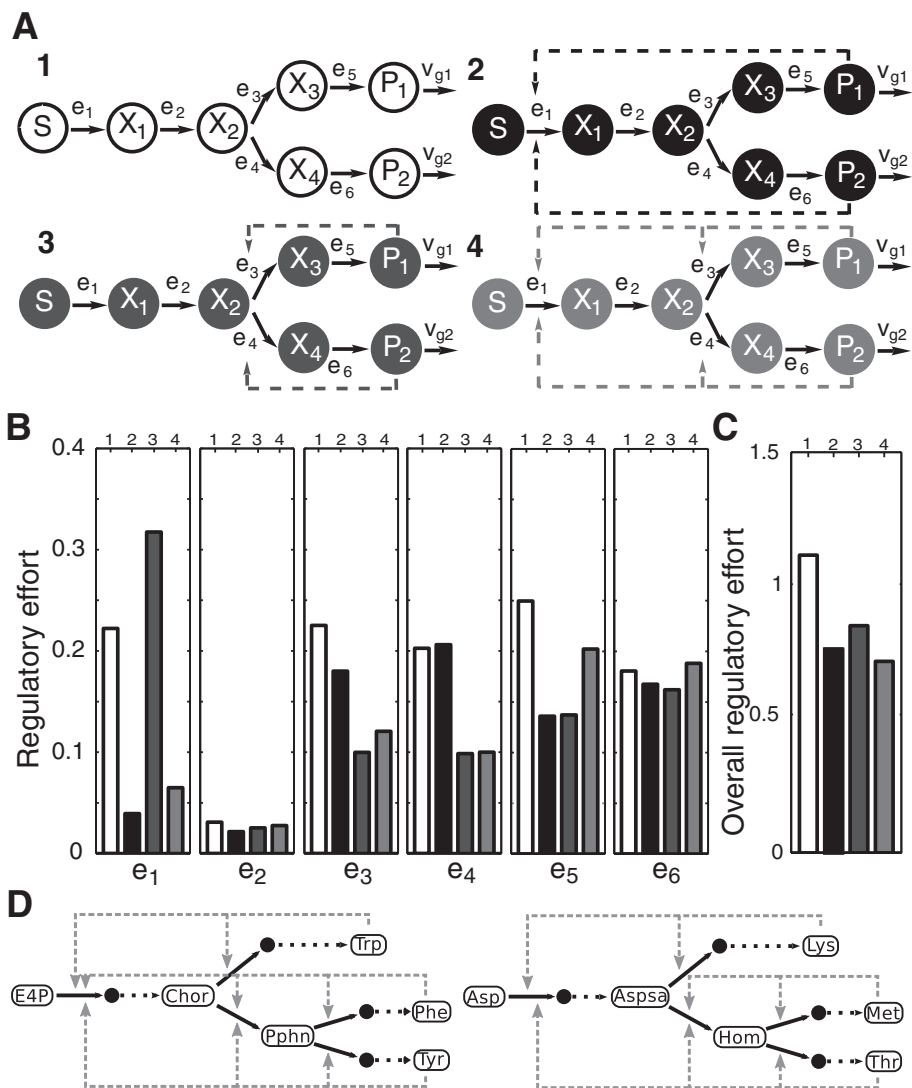 A
1
S e1 X1 e2 X2 e3 X3 e5 P1 vg1
e4 X4 e6 P2 vg2
2
S e1 X1 e2 X2 e3 X3 e5 P1 vg1
e4 X4 e6 P2 vg2
3
S e1 X1 e2 X2 e3 X3 e5 P1 vg1
e4 X4 e6 P2 vg2
4
S e1 X1 e2 X2 e3 X3 e5 P1 vg1
e4 X4 e6 P2 vg2
B
Regulatory effort
0.4
0.3
0.2
0.1
0
1 2 3 4
1 2 3 4
1 2 3 4
1 2 3 4
1 2 3 4
1 2 3 4
e1 e2 e3 e4 e5 e6
C
Overall regulatory effort
1.5
1
0.5
0
1 2 3 4
D
E4P Chor Trp
Pphn Phe
Tyr
Asp Aspsa Lys
Hom Met
Thr